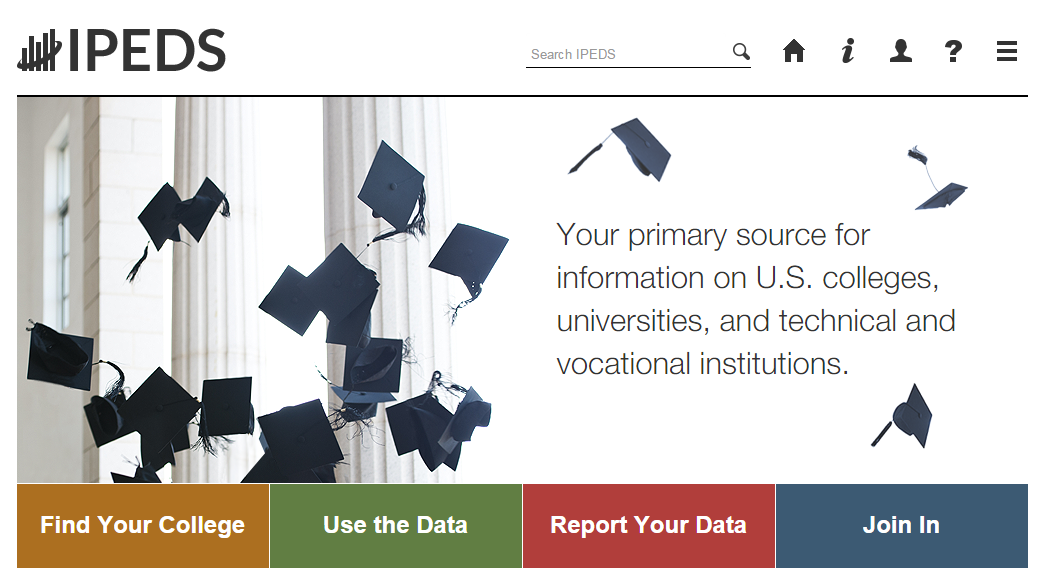 IPEDS
Search IPEDS
Your primary source for
information on U.S. colleges,
universities, and technical and
vocational institutions.
Find Your College
Use the Data
Report Your Data
Join In